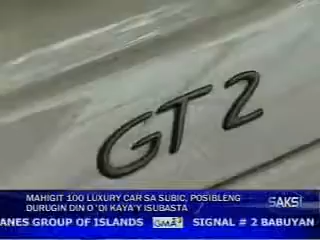 GT2
MAHIGIT 100 LUXURY CAR SA SUBIC, POSIBLENG
DURUGIN DIN O 'DI KAYA'Y ISUBASTA
SAKSI
ANES GROUP OF ISLANDS GMA SIGNAL # 2 BABUYAN